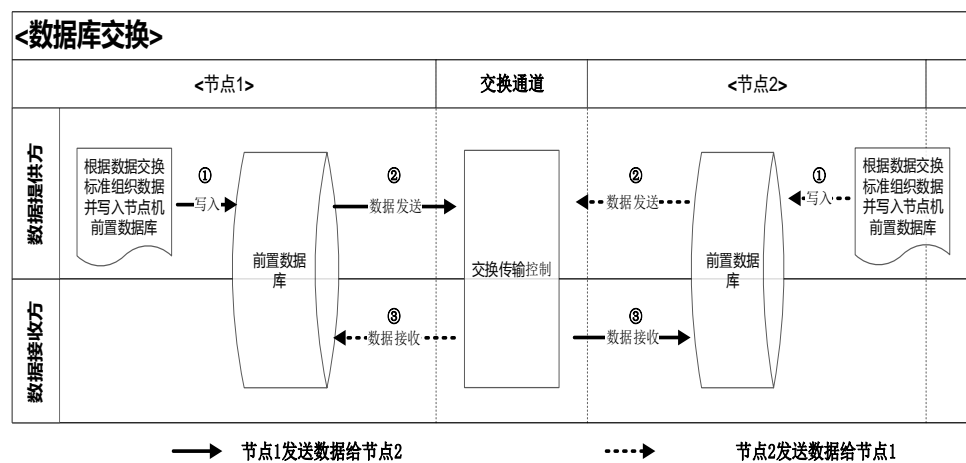 <数据库交换>
<节点1>
交换通道
<节点2>
数据提供方
根据数据交换
标准组织数据
并写入节点机
前置数据库
①
写入
②
数据发送
②
数据发送
①
写入
根据数据交换
标准组织数据
并写入节点机
前置数据库
前置数据
库
交换传输控制
前置数据
库
数据接收方
③
数据接收
③
数据接收
节点1发送数据给节点2
节点2发送数据给节点1